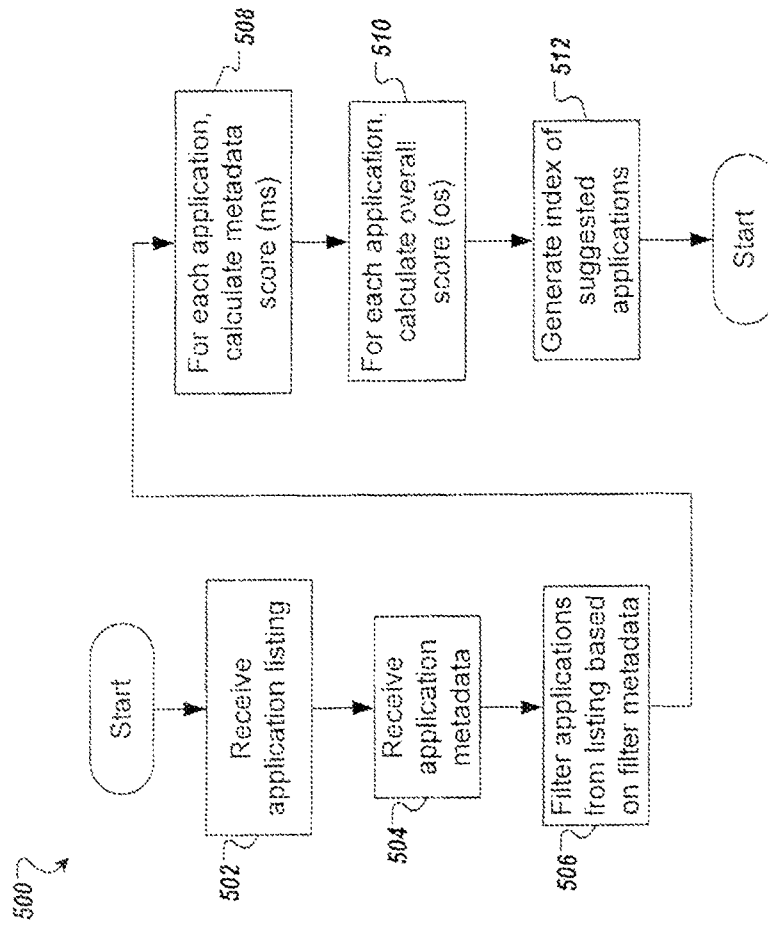 500
Start
502
Receive
application listing
504
Receive
application
metadata
506
Filter applications
from listing based
on filter metadata
508
For each application,
calculate metadata
score (ms)
510
For each application,
calculate overall
score (os)
512
Generate index of
suggested
applications
Start